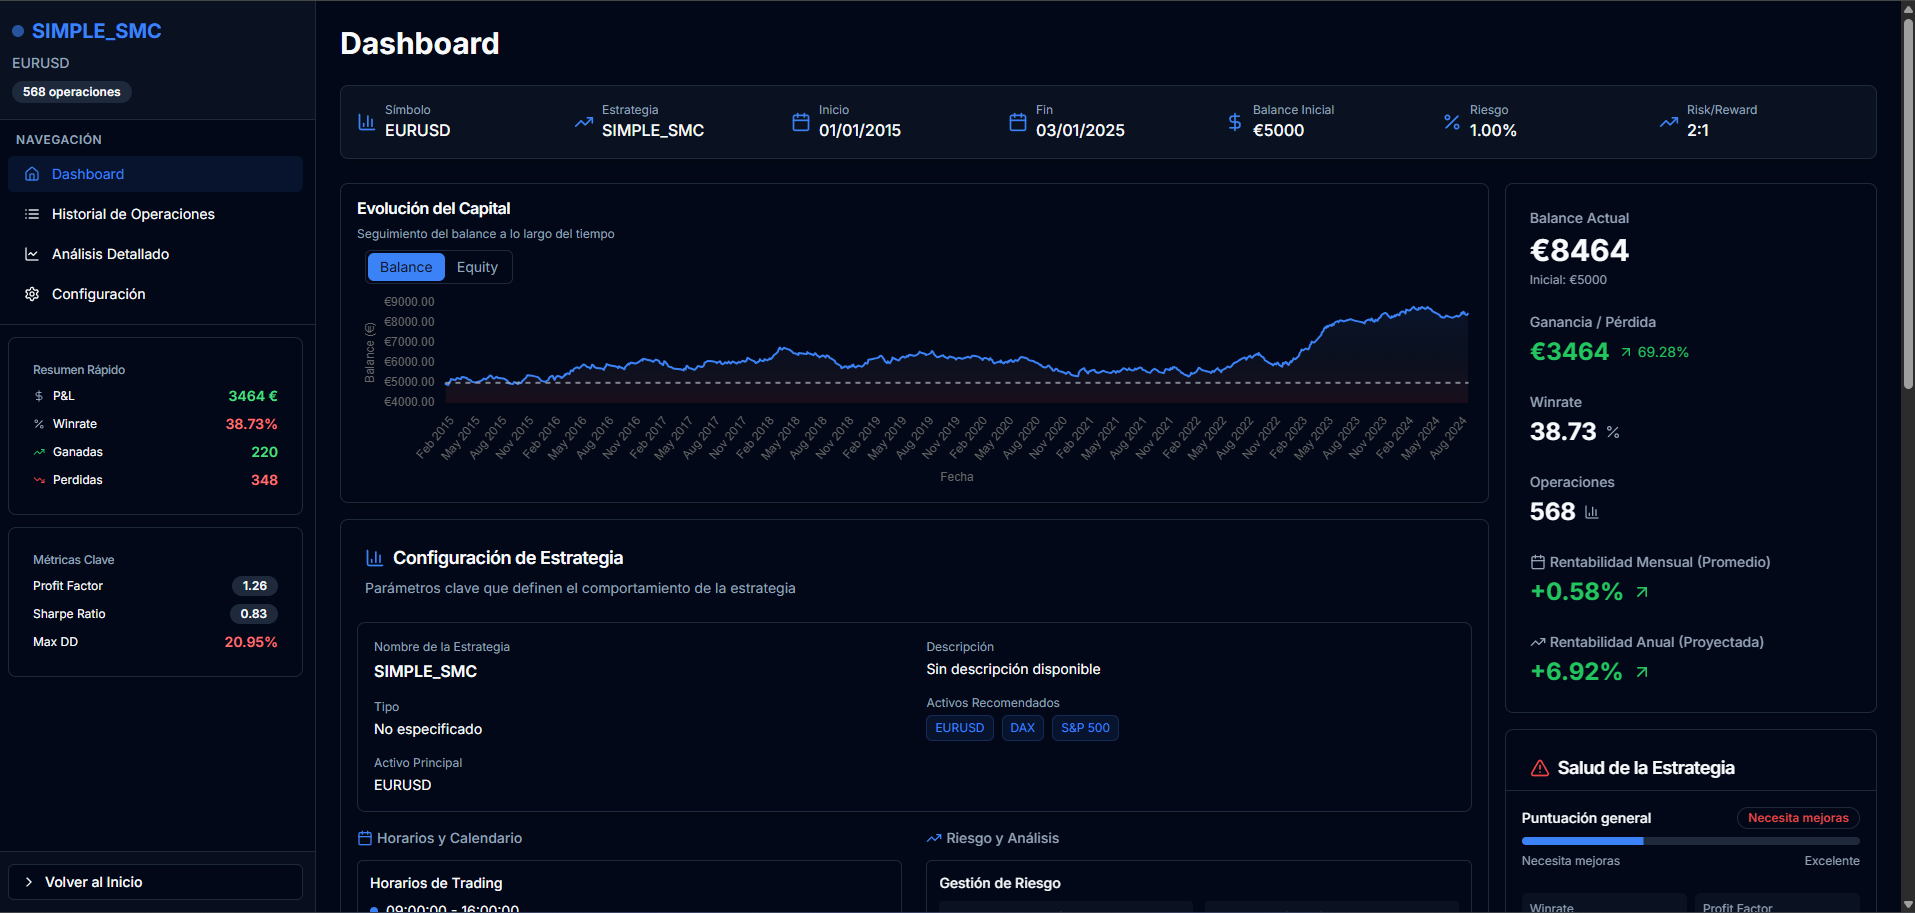 SIMPLE_SMC
EURUSD
568 operaciones
NAVEGACIÓN
Dashboard
Historial de Operaciones
Análisis Detallado
Configuración
Resumen Rápido
P&L 3464 €
Winrate 38.73%
Ganadas 220
Perdidas 348
Métricas Clave
Profit Factor 1.26
Sharpe Ratio 0.83
Max DD 20.95%
Volver al Inicio
Dashboard
Símbolo
EURUSD
Estrategia
SIMPLE_SMC
Inicio
01/01/2015
Fin
03/01/2025
Balance Inicial
€5000
Riesgo
1.00%
Risk/Reward
2:1
Evolución del Capital
Seguimiento del balance a lo largo del tiempo
Balance Equity
€9000.00
€8000.00
€7000.00
€6000.00
€5000.00
€4000.00
Balance (€)
Feb 2015 May 2015 Aug 2015 Nov 2015 Feb 2016 May 2016 Aug 2016 Nov 2016 Feb 2017 May 2017 Aug 2017 Nov 2017 Feb 2018 May 2018 Aug 2018 Nov 2018 Feb 2019 May 2019 Aug 2019 Nov 2019 Feb 2020 May 2020 Aug 2020 Nov 2020 Feb 2021 May 2021 Aug 2021 Nov 2021 Feb 2022 May 2022 Aug 2022 Nov 2022 Feb 2023 May 2023 Aug 2023 Nov 2023 Feb 2024 May 2024 Aug 2024
Fecha
Configuración de Estrategia
Parámetros clave que definen el comportamiento de la estrategia
Nombre de la Estrategia
SIMPLE_SMC
Tipo
No especificado
Activo Principal
EURUSD
Descripción
Sin descripción disponible
Activos Recomendados
EURUSD DAX S&P 500
Horarios y Calendario
Horarios de Trading
09:00:00 - 16:00:00
Riesgo y Análisis
Gestión de Riesgo
Balance Actual
€8464
Inicial: €5000
Ganancia / Pérdida
€3464 69.28%
Winrate
38.73 %
Operaciones
568
Rentabilidad Mensual (Promedio)
+0.58%
Rentabilidad Anual (Proyectada)
+6.92%
Salud de la Estrategia
Puntuación general Necesita mejoras
Necesita mejoras Excelente
Winrate Profit Factor